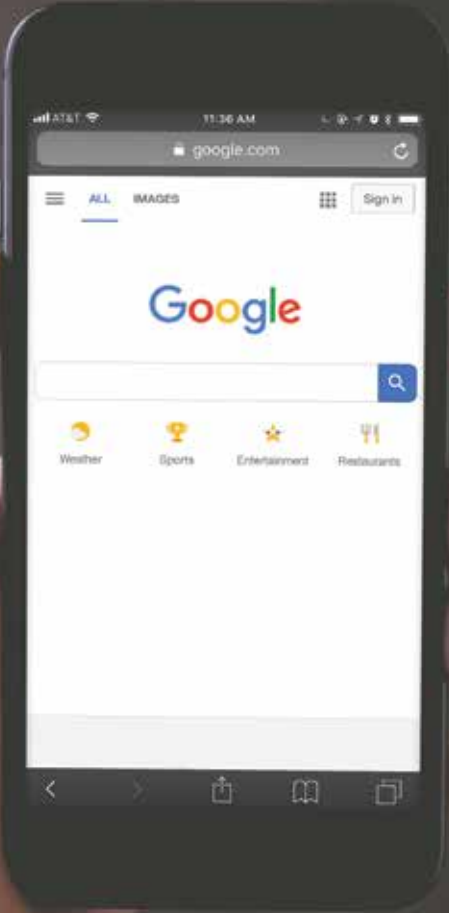 AT&T 11:36 AM
google.com
ALL IMAGES Sign in
Google
Weather Sports Entertainment Restaurants